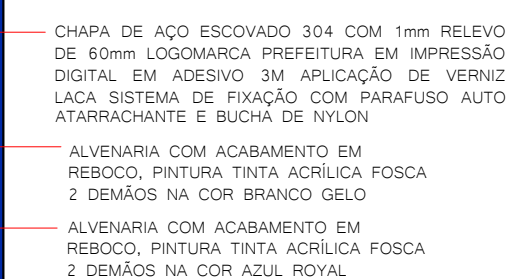 CHAPA DE AÇO ESCOVADO 304 COM 1mm RELEVO
DE 60mm LOGOMARCA PREFEITURA EM IMPRESSÃO
DIGITAL EM ADESIVO 3M APLICAÇÃO DE VERNIZ
LACA SISTEMA DE FIXAÇÃO COM PARAFUSO AUTO
ATARRACHANTE E BUCHA DE NYLON
ALVENARIA COM ACABAMENTO EM
REBOCO, PINTURA TINTA ACRÍLICA FOSCA
2 DEMÃOS NA COR BRANCO GELO
ALVENARIA COM ACABAMENTO EM
REBOCO, PINTURA TINTA ACRÍLICA FOSCA
2 DEMÃOS NA COR AZUL ROYAL